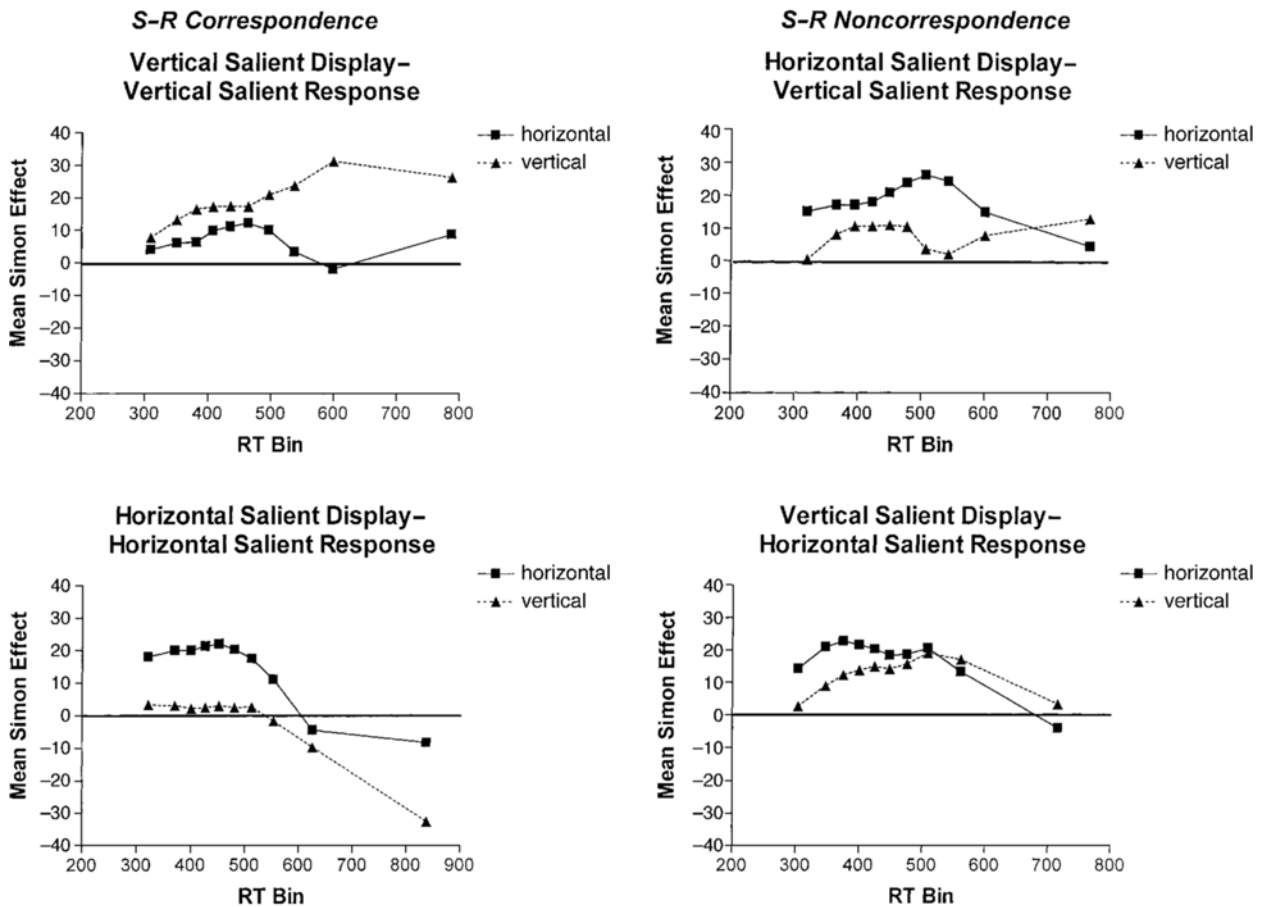 S–R Correspondence
Vertical Salient Display–
Vertical Salient Response
horizontal
vertical
Mean Simon Effect
40
30
20
10
0
–10
–20
–30
–40
200 300 400 500 600 700 800
RT Bin
S–R Noncorrespondence
Horizontal Salient Display–
Vertical Salient Response
horizontal
vertical
Mean Simon Effect
40
30
20
10
0
–10
–20
–30
–40
200 300 400 500 600 700 800
RT Bin
Horizontal Salient Display–
Horizontal Salient Response
horizontal
vertical
Mean Simon Effect
40
30
20
10
0
–10
–20
–30
–40
200 300 400 500 600 700 800 900
RT Bin
Vertical Salient Display–
Horizontal Salient Response
horizontal
vertical
Mean Simon Effect
40
30
20
10
0
–10
–20
–30
–40
200 300 400 500 600 700 800
RT Bin